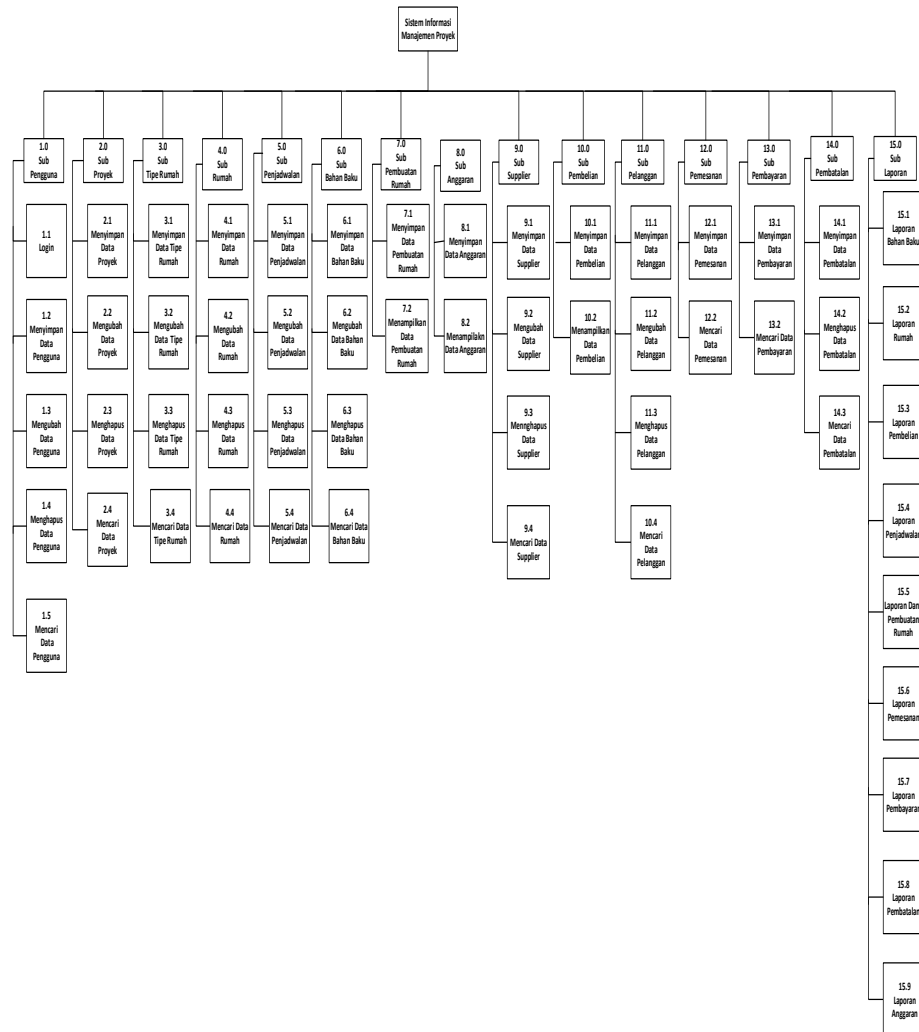 Sistem Informasi
Manajemen Proyek
1.0
Sub
Pengguna
2.0
Sub
Proyek
3.0
Sub
Tipe Rumah
4.0
Sub
Rumah
5.0
Sub
Penjadwalan
6.0
Sub
Bahan Baku
7.0
Sub
Pembuatan
Rumah
8.0
Sub
Anggaran
9.0
Sub
Supplier
10.0
Sub
Pembelian
11.0
Sub
Pelanggan
12.0
Sub
Pemesanan
13.0
Sub
Pembayaran
14.0
Sub
Pembatalan
15.0
Sub
Laporan
1.1
Login
2.1
Menyimpan
Data
Proyek
3.1
Menyimpan
Data Tipe
Rumah
4.1
Menyimpan
Data
Rumah
5.1
Menyimpan
Data
Penjadwalan
6.1
Menyimpan
Data
Bahan Baku
7.1
Menyimpan
Data
Pembuatan
Rumah
8.1
Menyimpan
Data Anggaran
9.1
Menyimpan
Data
Supplier
10.1
Menyimpan
Data
Pembelian
11.1
Menyimpan
Data
Pelanggan
12.1
Menyimpan
Data
Pemesanan
13.1
Menyimpan
Data
Pembayaran
14.1
Menyimpan
Data
Pembatalan
15.1
Laporan
Bahan Baku
1.2
Menyimpan
Data
Pengguna
2.2
Mengubah
Data
Proyek
3.2
Mengubah
Data Tipe
Rumah
4.2
Mengubah
Data
Rumah
5.2
Mengubah
Data
Penjadwalan
6.2
Mengubah
Data Bahan
Baku
7.2
Menampilkan
Data
Pembuatan
Rumah
8.2
Menampilakn
Data Anggaran
9.2
Mengubah
Data
Supplier
10.2
Menampilkan
Data
Pembelian
11.2
Mengubah
Data
Pelanggan
12.2
Mencari
Data
Pemesanan
13.2
Mencari Data
Pembayaran
14.2
Menghapus
Data
Pembatalan
15.2
Laporan
Rumah
1.3
Mengubah
Data
Pengguna
2.3
Menghapus
Data
Proyek
3.3
Menghapus
Data Tipe
Rumah
4.3
Menghapus
Data
Rumah
5.3
Menghapus
Data
Penjadwalan
6.3
Menghapus
Data Bahan
Baku
9.3
Mennghapus
Data
Supplier
11.3
Menghapus
Data
Pelanggan
14.3
Mencari
Data
Pembatalan
15.3
Laporan
Pembelian
1.4
Menghapus
Data
Pengguna
2.4
Mencari
Data
Proyek
3.4
Mencari Data
Tipe Rumah
4.4
Mencari Data
Rumah
5.4
Mencari Data
Penjadwalan
6.4
Mencari Data
Bahan Baku
9.4
Mencari Data
Supplier
10.4
Mencari
Data
Pelanggan
15.4
Laporan
Penjadwalan
1.5
Mencari
Data
Pengguna
15.5
Laporan Dana
Pembuatan
Rumah
15.6
Laporan
Pemesanan
15.7
Laporan
Pembayaran
15.8
Laporan
Pembatalan
15.9
Laporan
Anggaran